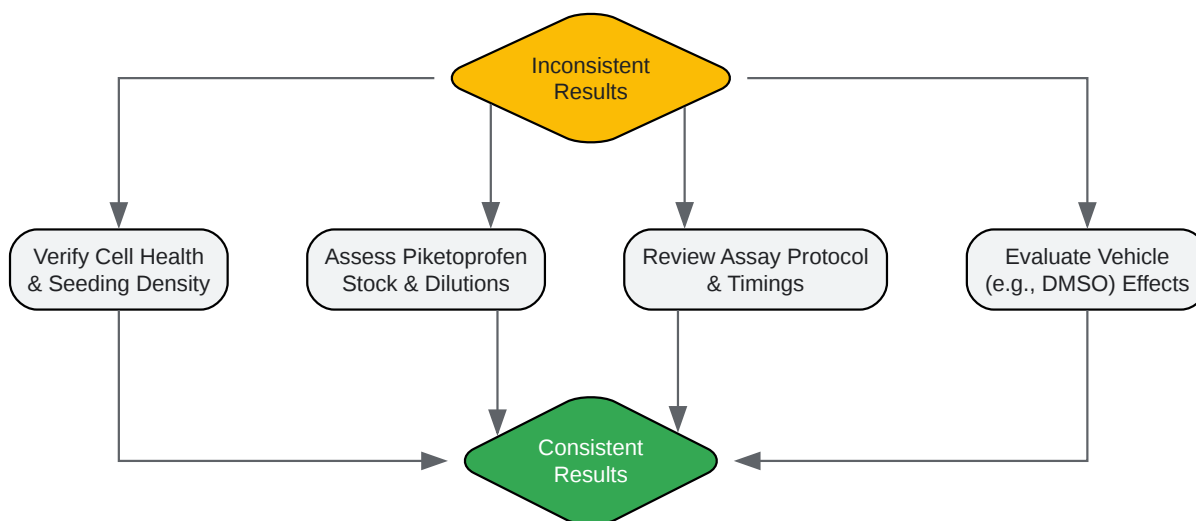 Inconsistent
Results
Verify Cell Health
& Seeding Density
Assess Piketoprofen
Stock & Dilutions
Review Assay Protocol
& Timings
Evaluate Vehicle
(e.g., DMSO) Effects
Consistent
Results